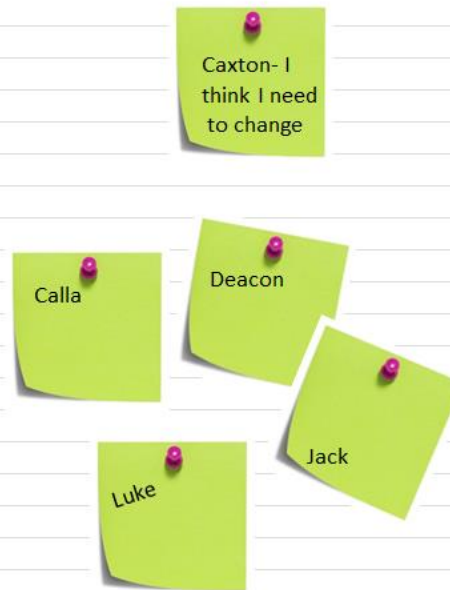 Caxton- I
think I need
to change
Calla
Deacon
Jack
Luke